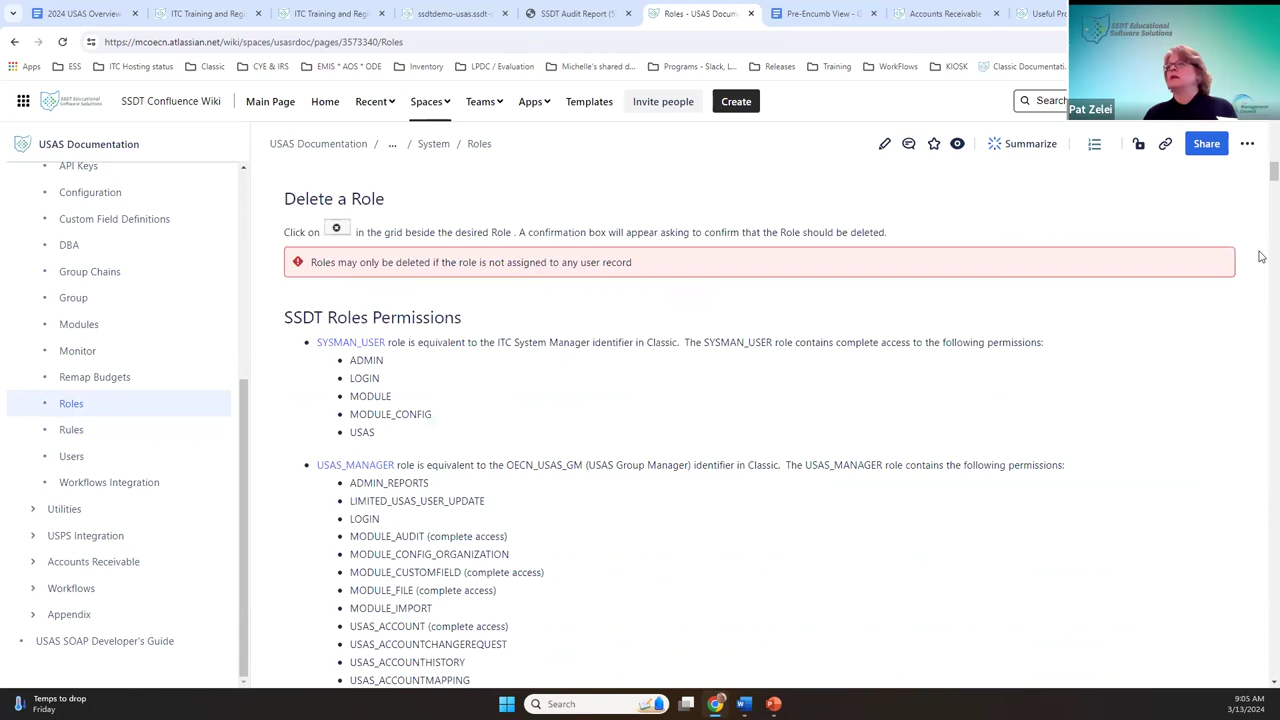 2024 USAS Overview
ITC Training and Regi
ITC Training and Reg
ssdtdemo-usas.ssdt-
SSDT Audit Report (S
Roles - USAS Docum
Pre-Encumb View - G
Accounts Receivable
Useful Pro
https://mcoecn.atlassian.net/wiki/spaces/usasrdoc/pages/3573340/Roles
SSDT Educational
Software Solutions
Apps
ESS
ITC Hosting status
Classic
CYE & IRS
EMIS * AOS * ODE
Inventory
LPDC / Evaluation
Michelle's shared d...
Programs - Slack, L...
Releases
Training
WorkFlows
KIOSK
Classic Documentati...
SSDT Confluence Wiki
Main Page
Home
Recent
Spaces
Teams
Apps
Templates
Invite people
Create
Search
Pat Zelei
Management
Council
USAS Documentation
USAS Documentation / ... / System / Roles
Summarize
Share
API Keys
Configuration
Custom Field Definitions
DBA
Group Chains
Group
Modules
Monitor
Remap Budgets
Roles
Rules
Users
Workflows Integration
Utilities
USPS Integration
Accounts Receivable
Workflows
Appendix
USAS SOAP Developer's Guide
Delete a Role
Click on in the grid beside the desired Role . A confirmation box will appear asking to confirm that the Role should be deleted.
Roles may only be deleted if the role is not assigned to any user record
SSDT Roles Permissions
SYSMAN_USER role is equivalent to the ITC System Manager identifier in Classic. The SYSMAN_USER role contains complete access to the following permissions:
ADMIN
LOGIN
MODULE
MODULE_CONFIG
USAS
USAS_MANAGER role is equivalent to the OECN_USAS_GM (USAS Group Manager) identifier in Classic. The USAS_MANAGER role contains the following permissions:
ADMIN_REPORTS
LIMITED_USAS_USER_UPDATE
LOGIN
MODULE_AUDIT (complete access)
MODULE_CONFIG_ORGANIZATION
MODULE_CUSTOMFIELD (complete access)
MODULE_FILE (complete access)
MODULE_IMPORT
USAS_ACCOUNT (complete access)
USAS_ACCOUNTCHANGEREQUEST
USAS_ACCOUNTHISTORY
USAS_ACCOUNTMAPPING
Temps to drop
Friday
Search
9:05 AM
3/13/2024